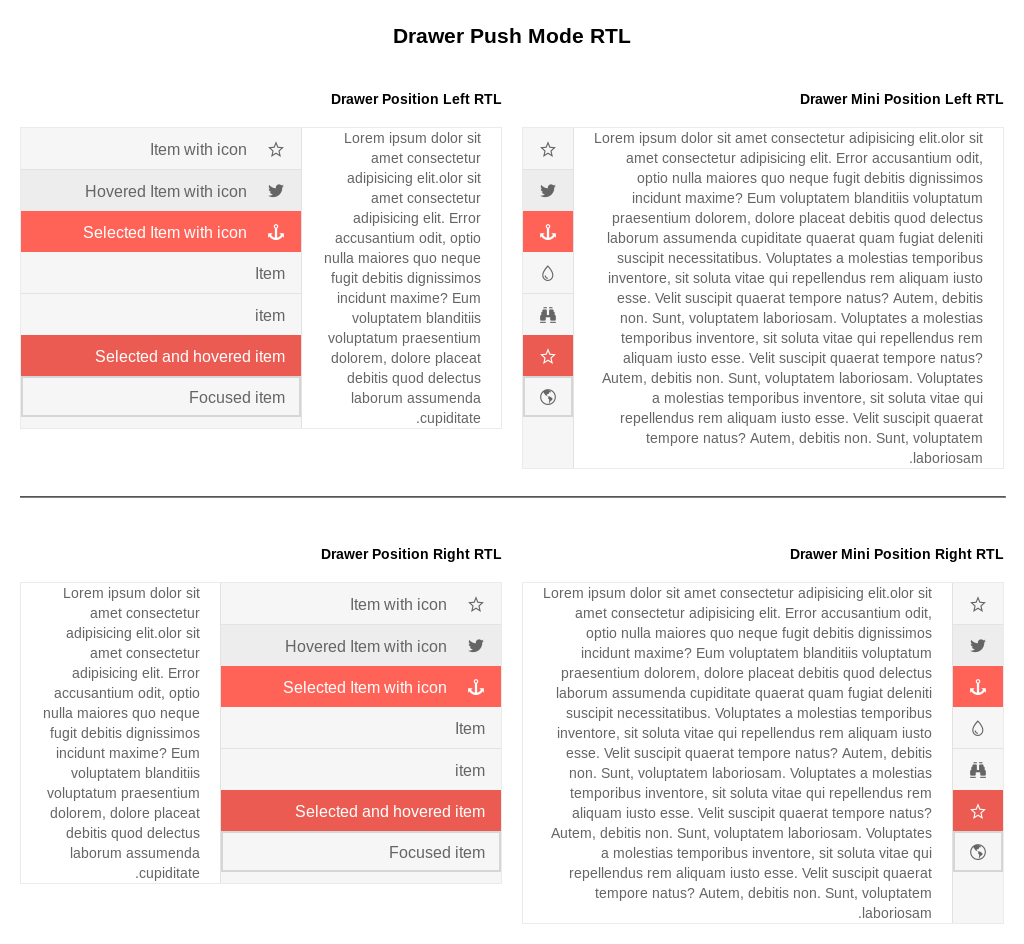 Drawer Push Mode RTL
Drawer Position Left RTL
Item with icon
Hovered Item with icon
Selected Item with icon
Item
item
Selected and hovered item
Focused item
Lorem ipsum dolor sit
amet consectetur
adipisicing elit.olor sit
amet consectetur
adipisicing elit. Error
accusantium odit, optio
nulla maiores quo neque
fugit debitis dignissimos
incidunt maxime? Eum
voluptatem blanditiis
voluptatum praesentium
dolorem, dolore placeat
debitis quod delectus
laborum assumenda
.cupiditate
Drawer Mini Position Left RTL
Lorem ipsum dolor sit amet consectetur adipisicing elit.olor sit
amet consectetur adipisicing elit. Error accusantium odit,
optio nulla maiores quo neque fugit debitis dignissimos
incidunt maxime? Eum voluptatem blanditiis voluptatum
praesentium dolorem, dolore placeat debitis quod delectus
laborum assumenda cupiditate quaerat quam fugiat deleniti
suscipit necessitatibus. Voluptates a molestias temporibus
inventore, sit soluta vitae qui repellendus rem aliquam iusto
esse. Velit suscipit quaerat tempore natus? Autem, debitis
non. Sunt, voluptatem laboriosam. Voluptates a molestias
temporibus inventore, sit soluta vitae qui repellendus rem
aliquam iusto esse. Velit suscipit quaerat tempore natus?
Autem, debitis non. Sunt, voluptatem laboriosam. Voluptates
a molestias temporibus inventore, sit soluta vitae qui
repellendus rem aliquam iusto esse. Velit suscipit quaerat
tempore natus? Autem, debitis non. Sunt, voluptatem
.laboriosam
Drawer Position Right RTL
Lorem ipsum dolor sit
amet consectetur
adipisicing elit.olor sit
amet consectetur
adipisicing elit. Error
accusantium odit, optio
nulla maiores quo neque
fugit debitis dignissimos
incidunt maxime? Eum
voluptatem blanditiis
voluptatum praesentium
dolorem, dolore placeat
debitis quod delectus
laborum assumenda
.cupiditate
Item with icon
Hovered Item with icon
Selected Item with icon
Item
item
Selected and hovered item
Focused item
Drawer Mini Position Right RTL
Lorem ipsum dolor sit amet consectetur adipisicing elit.olor sit
amet consectetur adipisicing elit. Error accusantium odit,
optio nulla maiores quo neque fugit debitis dignissimos
incidunt maxime? Eum voluptatem blanditiis voluptatum
praesentium dolorem, dolore placeat debitis quod delectus
laborum assumenda cupiditate quaerat quam fugiat deleniti
suscipit necessitatibus. Voluptates a molestias temporibus
inventore, sit soluta vitae qui repellendus rem aliquam iusto
esse. Velit suscipit quaerat tempore natus? Autem, debitis
non. Sunt, voluptatem laboriosam. Voluptates a molestias
temporibus inventore, sit soluta vitae qui repellendus rem
aliquam iusto esse. Velit suscipit quaerat tempore natus?
Autem, debitis non. Sunt, voluptatem laboriosam. Voluptates
a molestias temporibus inventore, sit soluta vitae qui
repellendus rem aliquam iusto esse. Velit suscipit quaerat
tempore natus? Autem, debitis non. Sunt, voluptatem
.laboriosam